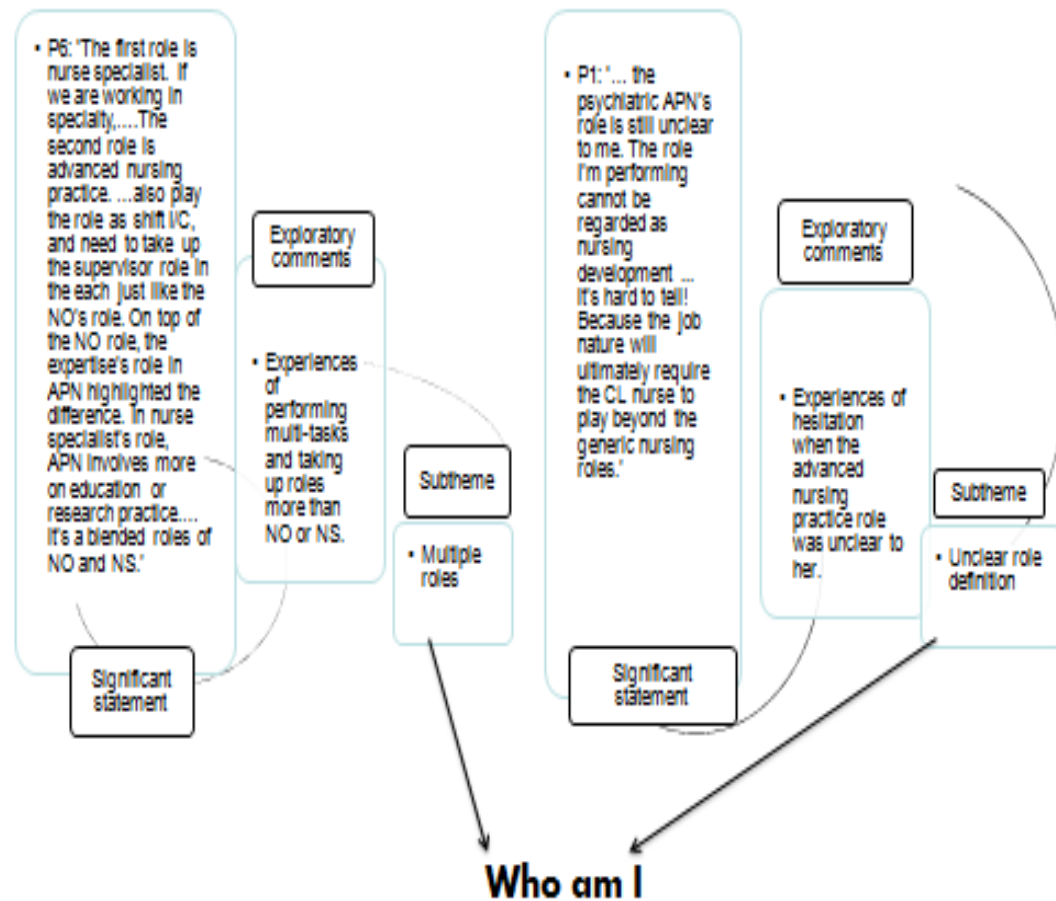 • P6: "The first role is
nurse specialist. If
we are working in
specialty,....The
second role is
advanced nursing
practice. ...also play
the role as shift I/C,
and need to take up
the supervisor role in
the each just like the
NO's role. On top of
the NO role, the
expertise's role in
APN highlighted the
difference. In nurse
specialist's role,
APN involves more
on education or
research practice....
It's a blended roles of
NO and NS."
Significant
statement
Exploratory
comments
• Experiences
of
performing
multi-tasks
and taking
up roles
more than
NO or NS.
Subtheme
• Multiple
roles
• P1: "... the
psychiatric APN's
role is still unclear
to me. The role
I'm performing
cannot be
regarded as
nursing
development ...
It's hard to tell!
Because the job
nature will
ultimately require
the CL nurse to
play beyond the
generic nursing
roles."
Significant
statement
Exploratory
comments
• Experiences of
hesitation
when the
advanced
nursing
practice role
was unclear to
her.
Subtheme
• Unclear role
definition
Who am I